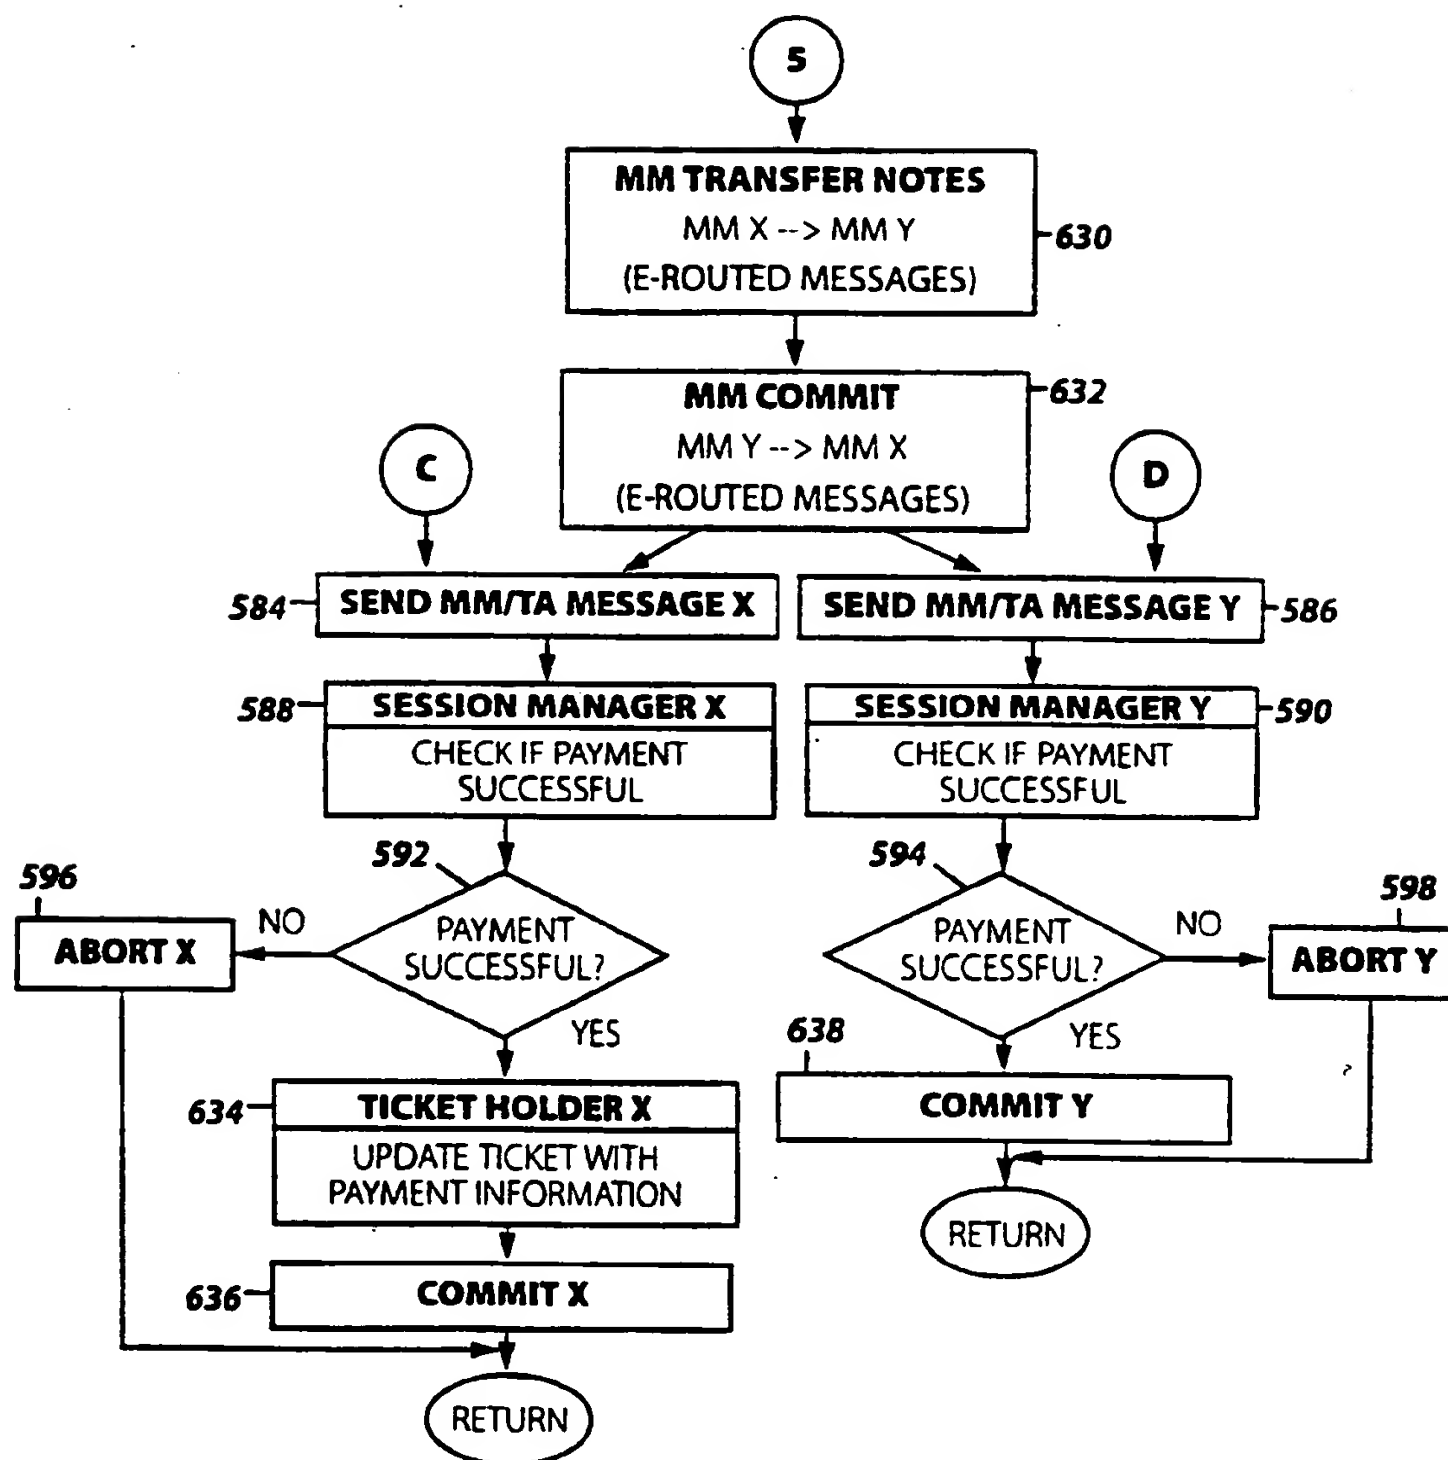 5
MM TRANSFER NOTES
MM X --> MM Y
(E-ROUTED MESSAGES)
630
MM COMMIT
MM Y --> MM X
(E-ROUTED MESSAGES)
632
C
D
584
SEND MM/TA MESSAGE X
SEND MM/TA MESSAGE Y
586
588
SESSION MANAGER X
CHECK IF PAYMENT
SUCCESSFUL
SESSION MANAGER Y
590
CHECK IF PAYMENT
SUCCESSFUL
592
594
596
NO
ABORT X
PAYMENT
SUCCESSFUL?
YES
PAYMENT
SUCCESSFUL?
NO
598
ABORT Y
YES
638
COMMIT Y
634
TICKET HOLDER X
UPDATE TICKET WITH
PAYMENT INFORMATION
RETURN
636
COMMIT X
RETURN